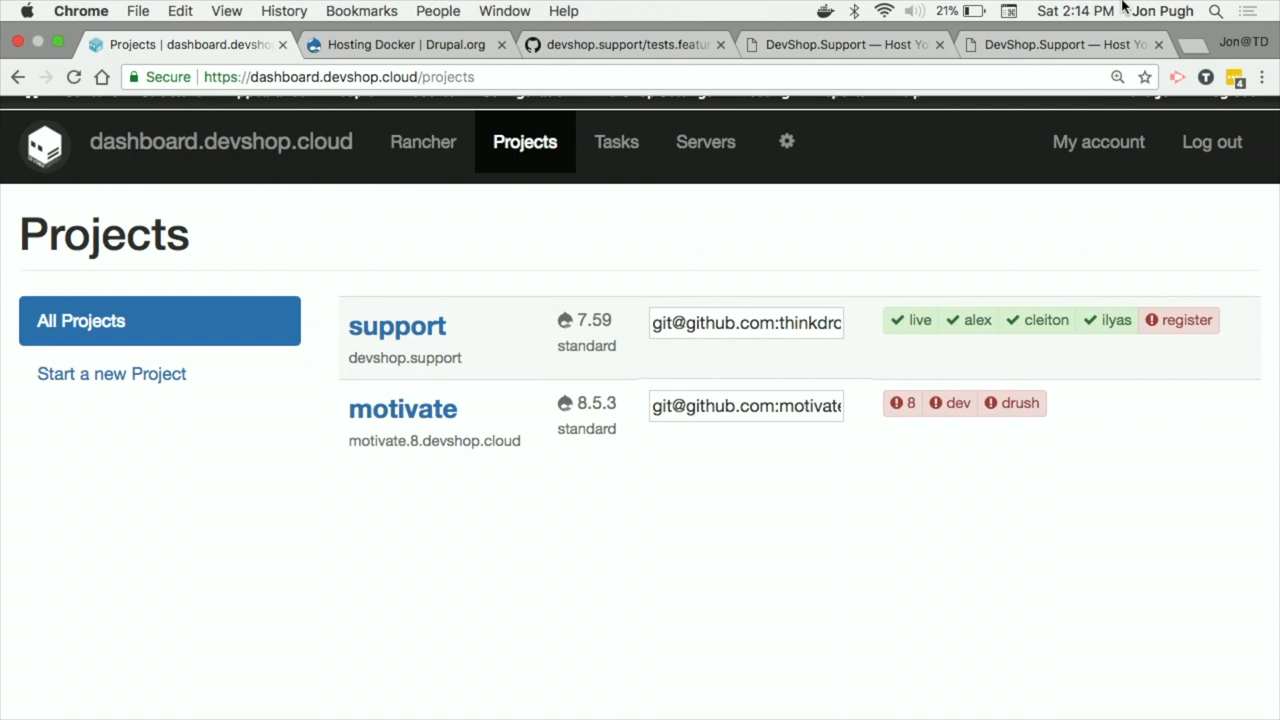 Chrome File Edit View History Bookmarks People Window Help 21% Sat 2:14 PM Jon Pugh
Projects | dashboard.devsho Hosting Docker | Drupal.org devshop.support/tests.featur Devshop.Support — Host Yo DevShop.Support — Host Yo Jon@TD
Secure https://dashboard.devshop.cloud/projects 4
dashboard.devshop.cloud Rancher Projects Tasks Servers My account Log out
Projects
All Projects
Start a new Project
support 7.59 git@github.com:thinkdro live alex cleiton ilyas register
devshop.support standard
motivate 8.5.3 git@github.com:motivate 8 dev drush
motivate.8.devshop.cloud standard